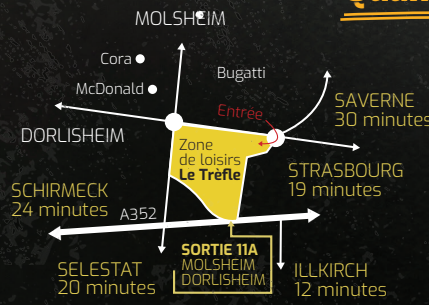 MOLSHEIM
Cora
Bugatti
McDonald
Entrée
SAVERNE
30 minutes
DORLISHEIM
Zone
de loisirs
Le Trèfle
STRASBOURG
19 minutes
SCHIRMECK
24 minutes
A352
SORTIE 11A
MOLSHEIM
DORLISHEIM
SELESTAT
20 minutes
ILLKIRCH
12 minutes